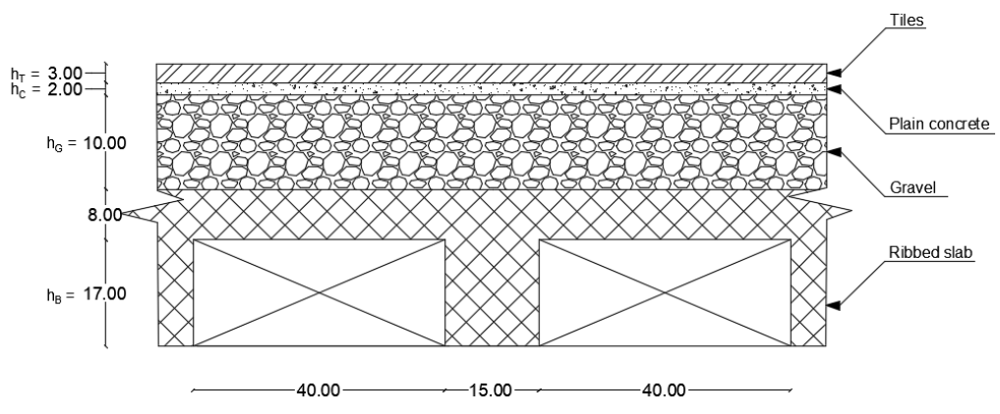 Tiles
h_T = 3.00
h_C = 2.00
Plain concrete
h_G = 10.00
Gravel
8.00
Ribbed slab
h_B = 17.00
40.00
15.00
40.00